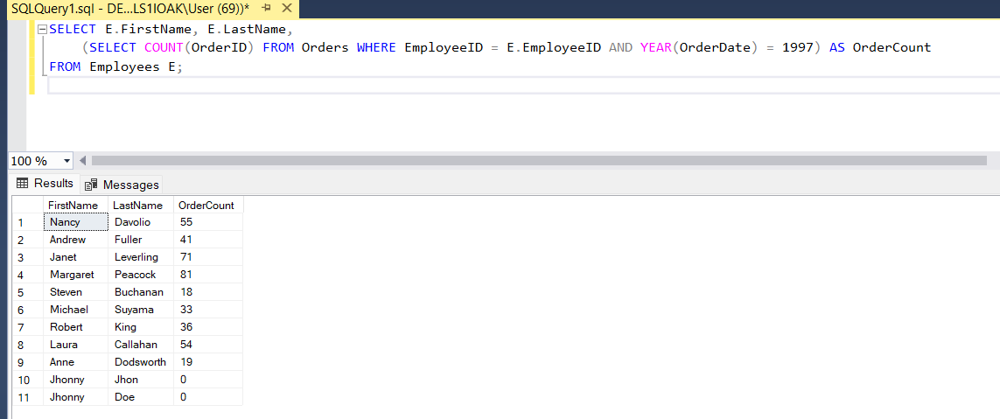 SQLQuery1.sql - DE...LS1IOAK\User (69))*
SELECT E.FirstName, E.LastName,
(SELECT COUNT(OrderID) FROM Orders WHERE EmployeeID = E.EmployeeID AND YEAR(OrderDate) = 1997) AS OrderCount
FROM Employees E;
100 %
Results Messages
FirstName LastName OrderCount
1 Nancy Davolio 55
2 Andrew Fuller 41
3 Janet Leverling 71
4 Margaret Peacock 81
5 Steven Buchanan 18
6 Michael Suyama 33
7 Robert King 36
8 Laura Callahan 54
9 Anne Dodsworth 19
10 Jhonny Jhon 0
11 Jhonny Doe 0